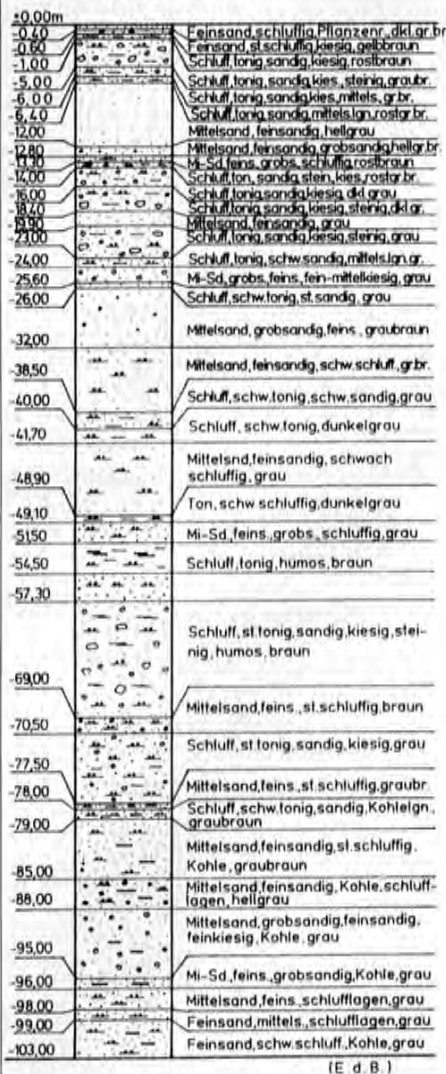 ±0,00m
-0,40 Feinsand,schluffig,Pflanzenr.,dkl.gr.br
-0,60 Feinsand,st.schluffig,kiesig,gelbbraun
-1,00 Schluff,tonig,sandig,kiesig,rostbraun
-5,00 Schluff,tonig,sandig,kies.,steinig,graubr.
-6,00 Schluff,tonig,sandig,kies,mittels.,gr.br.
-6,40 Schluff,tonig,sandig,mittels.lgn,rostgr.br.
12,00 Mittelsand,feinsandig,hellgrau
12,80 Mittelsand,feinsandig,grobsandig,hellgr.br.
13,30 Mi-Sd,feins,grobs,schluffig,rostbraun
14,00 Schluff,ton,sandig,stein,kies,rostgr.br.
16,00 Schluff,tonig,sandig,kiesig,dkl.grau
18,40 Schluff,tonig,sandig,kiesig,steinig,dkl.gr.
19,90 Mittelsand,feinsandig,grau
23,00 Schluff,tonig,sandig,kiesig,steinig,grau
-24,00 Schluff,tonig,schw.sandig,mittels.lgn.gr.
-25,60 Mi-Sd,grobs,feins,fein-mittelkiesig,grau
-26,00 Schluff,schw.tonig,st.sandig,grau
-32,00 Mittelsand,grobsandig,feins,graubraun
-38,50 Mittelsand,feinsandig,schw.schluff,gr.br.
-40,00 Schluff,schw.tonig,schw.sandig,grau
-41,70 Schluff,schw.tonig,dunkelgrau
Mittelsnd,feinsandig,schwach
-48,90 schluffig,grau
-49,10 Ton,schw schluffig,dunkelgrau
-51,50 Mi-Sd,feins.,grobs.,schluffig,grau
-54,50 Schluff,tonig,humos,braun
-57,30
Schluff,st.tonig,sandig,kiesig,stei-
nig,humos,braun
-69,00
-70,50 Mittelsand,feins.,st.schluffig,braun
Schluff,st.tonig,sandig,kiesig,grau
-77,50
-78,00 Mittelsand,feins.,st.schluffig,graubr.
-79,00 Schluff,schw.tonig,sandig,Kohlelgn.,
graubraun
Mittelsand,feinsandig,st.schluffig,
Kohle,graubraun
-85,00 Mittelsand,feinsandig,Kohle,schluff-
-88,00 lagen,hellgrau
Mittelsand,grobsandig,feinsandig,
feinkiesig,Kohle,grau
-95,00
-96,00 Mi-Sd.,feins.,grobsandig,Kohle,grau
-98,00 Mittelsand,feins.,schlufflagen,grau
-99,00 Feinsand,mittels.,schlufflagen,grau
-103,00 Feinsand,schw.schluff.,Kohle,grau
(E.d.B.)